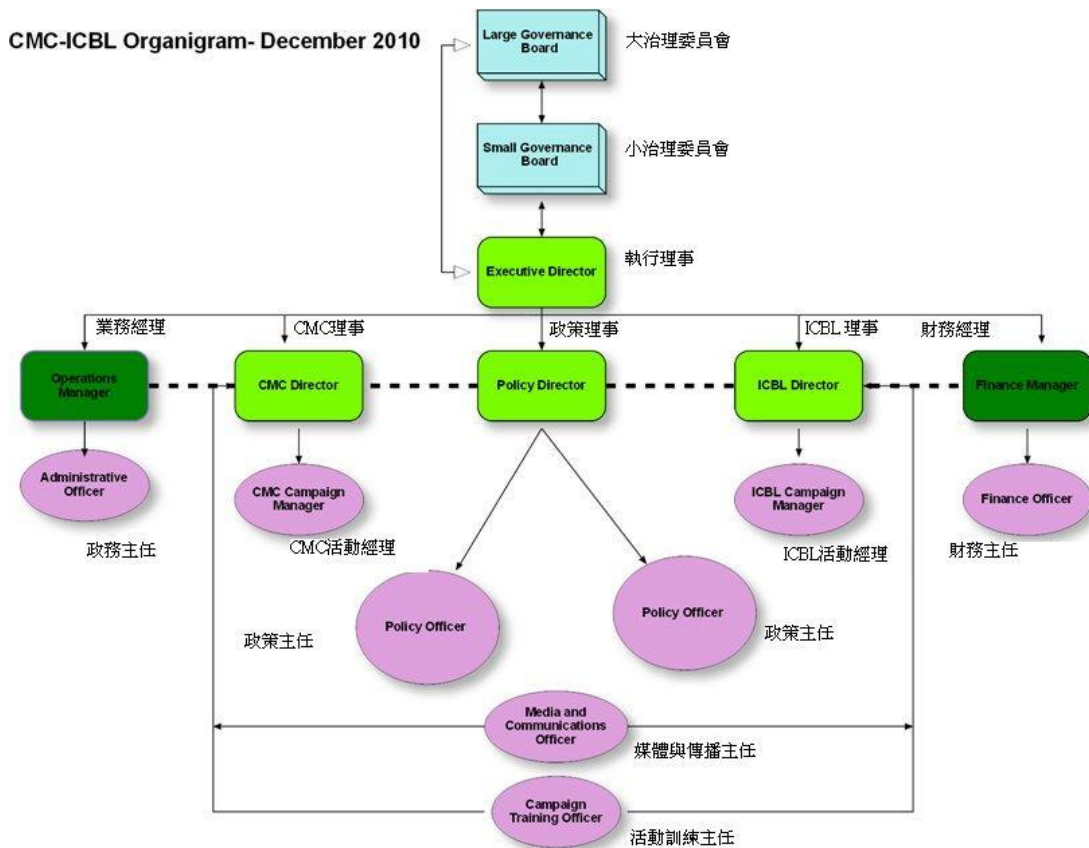 CMC-ICBL Organigram- December 2010
Large Governance
Board
大治理委員會
Small Governance
Board
小治理委員會
Executive Director
執行理事
業務經理
CMC理事
政策理事
ICBL 理事
財務經理
Operations
Manager
CMC Director
Policy Director
ICBL Director
Finance Manager
Administrative
Officer
CMC Campaign
Manager
ICBL Campaign
Manager
Finance Officer
政務主任
CMC活動經理
ICBL活動經理
財務主任
Policy Officer
Policy Officer
政策主任
政策主任
Media and
Communications
Officer
媒體與傳播主任
Campaign
Training Officer
活動訓練主任